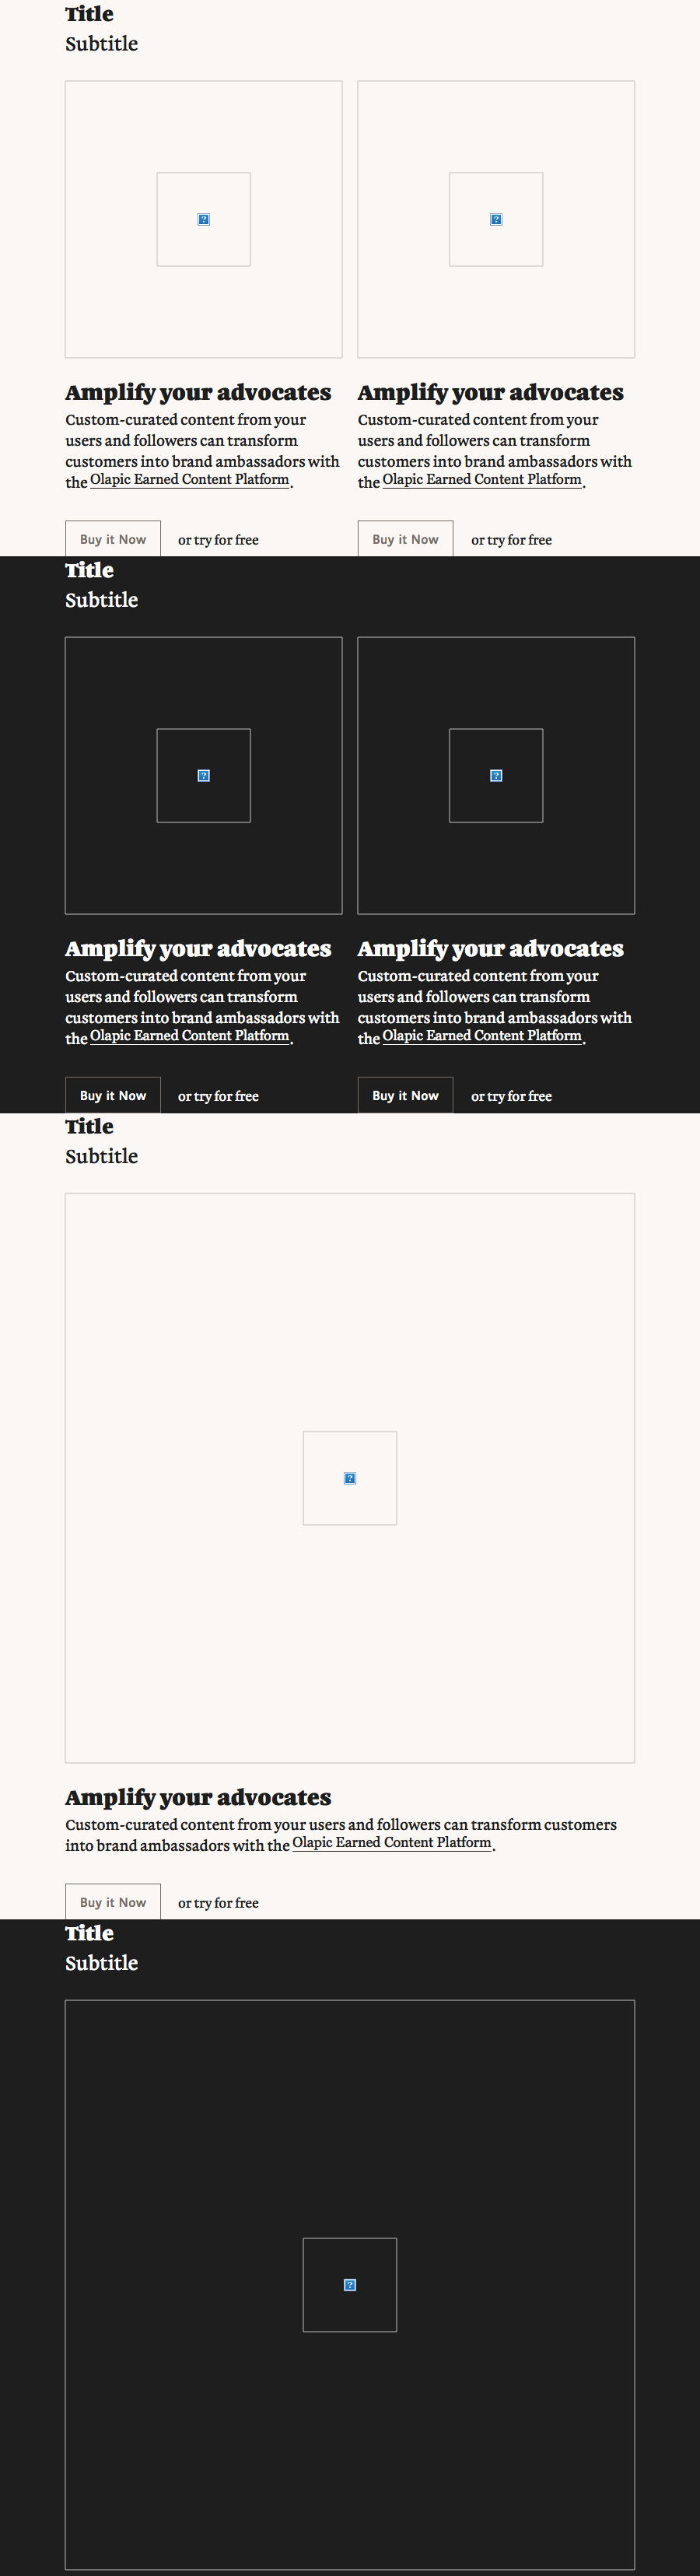 Title
Subtitle
Amplify your advocates
Custom-curated content from your
users and followers can transform
customers into brand ambassadors with
the Olapic Earned Content Platform.
Buy it Now or try for free
Amplify your advocates
Custom-curated content from your
users and followers can transform
customers into brand ambassadors with
the Olapic Earned Content Platform.
Buy it Now or try for free
Title
Subtitle
Amplify your advocates
Custom-curated content from your
users and followers can transform
customers into brand ambassadors with
the Olapic Earned Content Platform.
Buy it Now or try for free
Amplify your advocates
Custom-curated content from your
users and followers can transform
customers into brand ambassadors with
the Olapic Earned Content Platform.
Buy it Now or try for free
Title
Subtitle
Amplify your advocates
Custom-curated content from your users and followers can transform customers
into brand ambassadors with the Olapic Earned Content Platform.
Buy it Now or try for free
Title
Subtitle